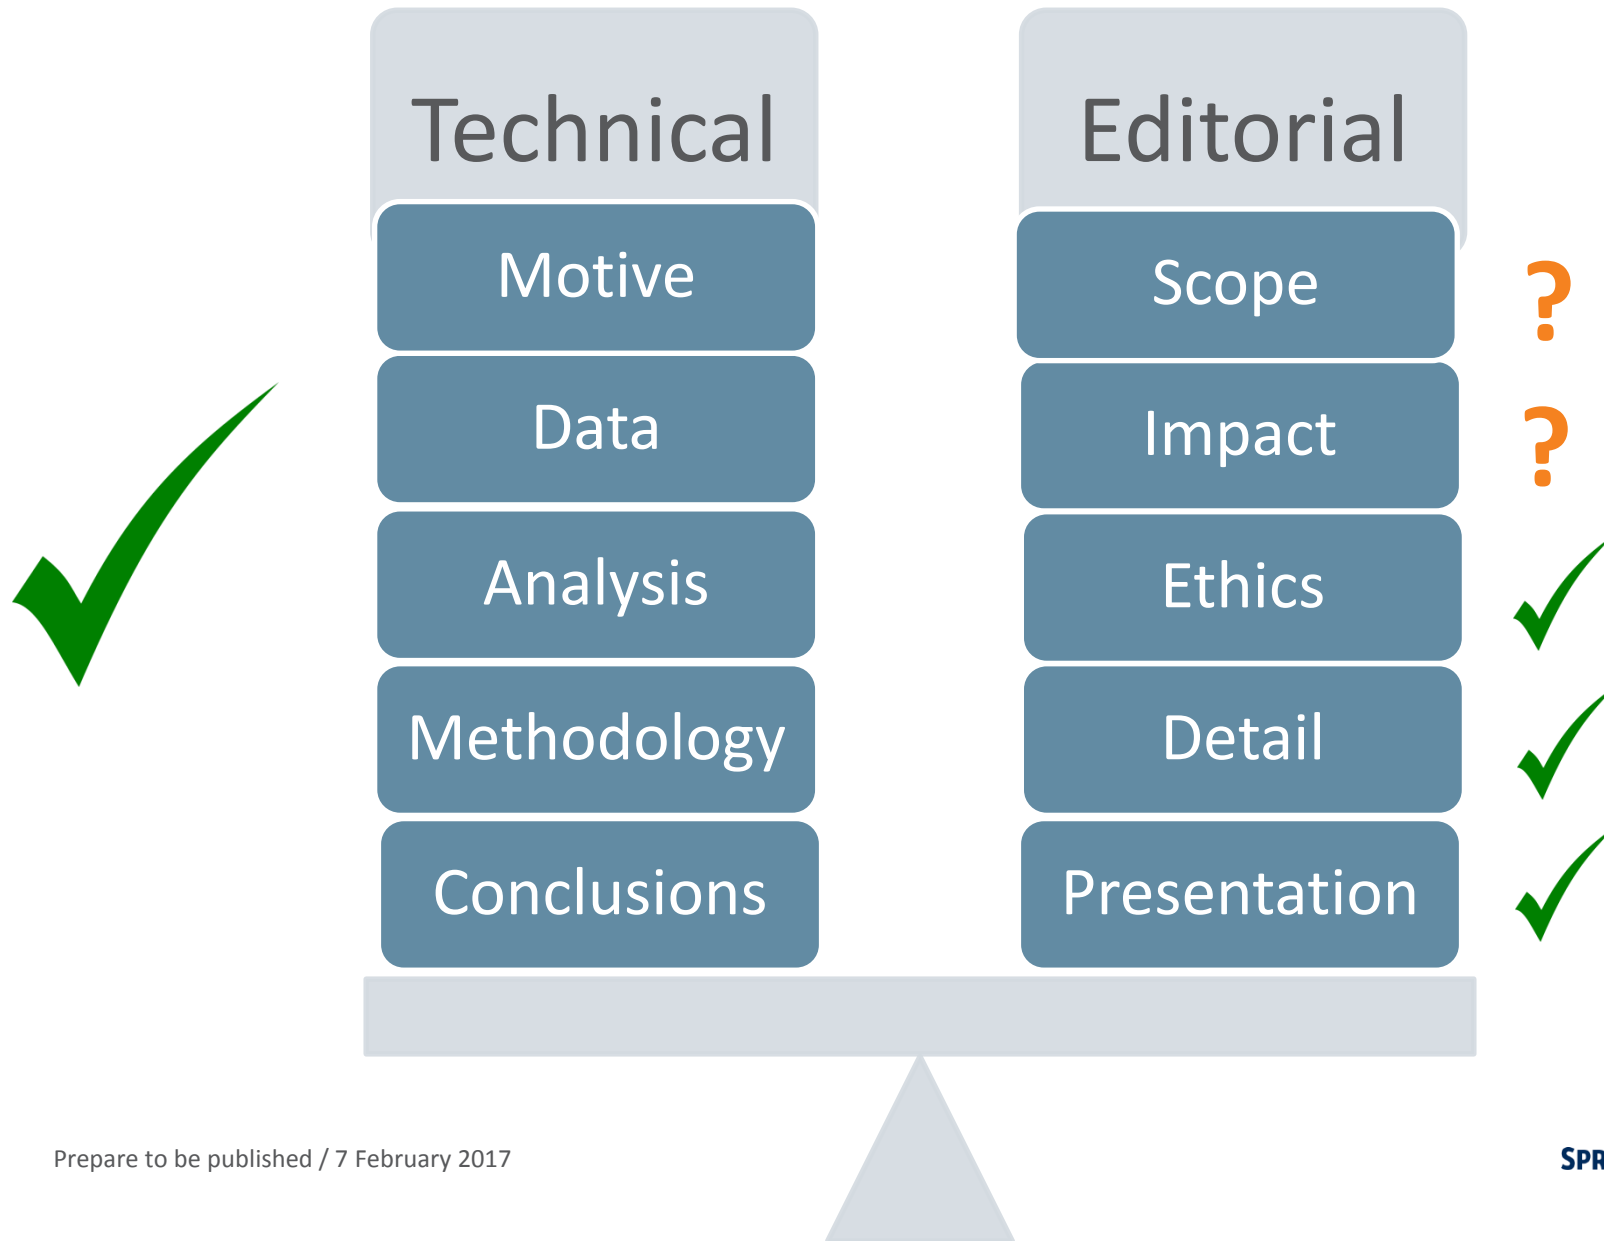 Technical
Motive
Data
Analysis
Methodology
Conclusions
Editorial
Scope
?
Impact
?
Ethics
Detail
Presentation
Prepare to be published / 7 February 2017
SPR